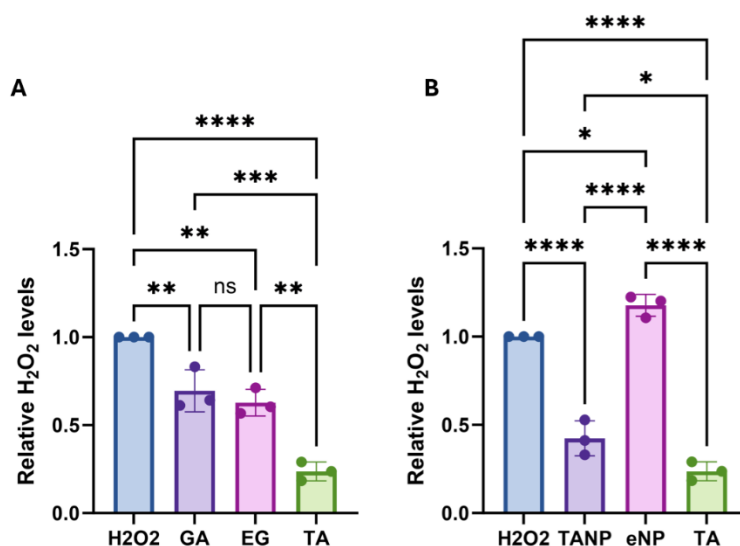 A
B
****
***
**
**
ns
**
1.5
1.0
0.5
0.0
Relative H₂O₂ levels
H2O2 GA EG TA
****
*
*
****
****
****
1.5
1.0
0.5
0.0
Relative H₂O₂ levels
H2O2 TANP eNP TA